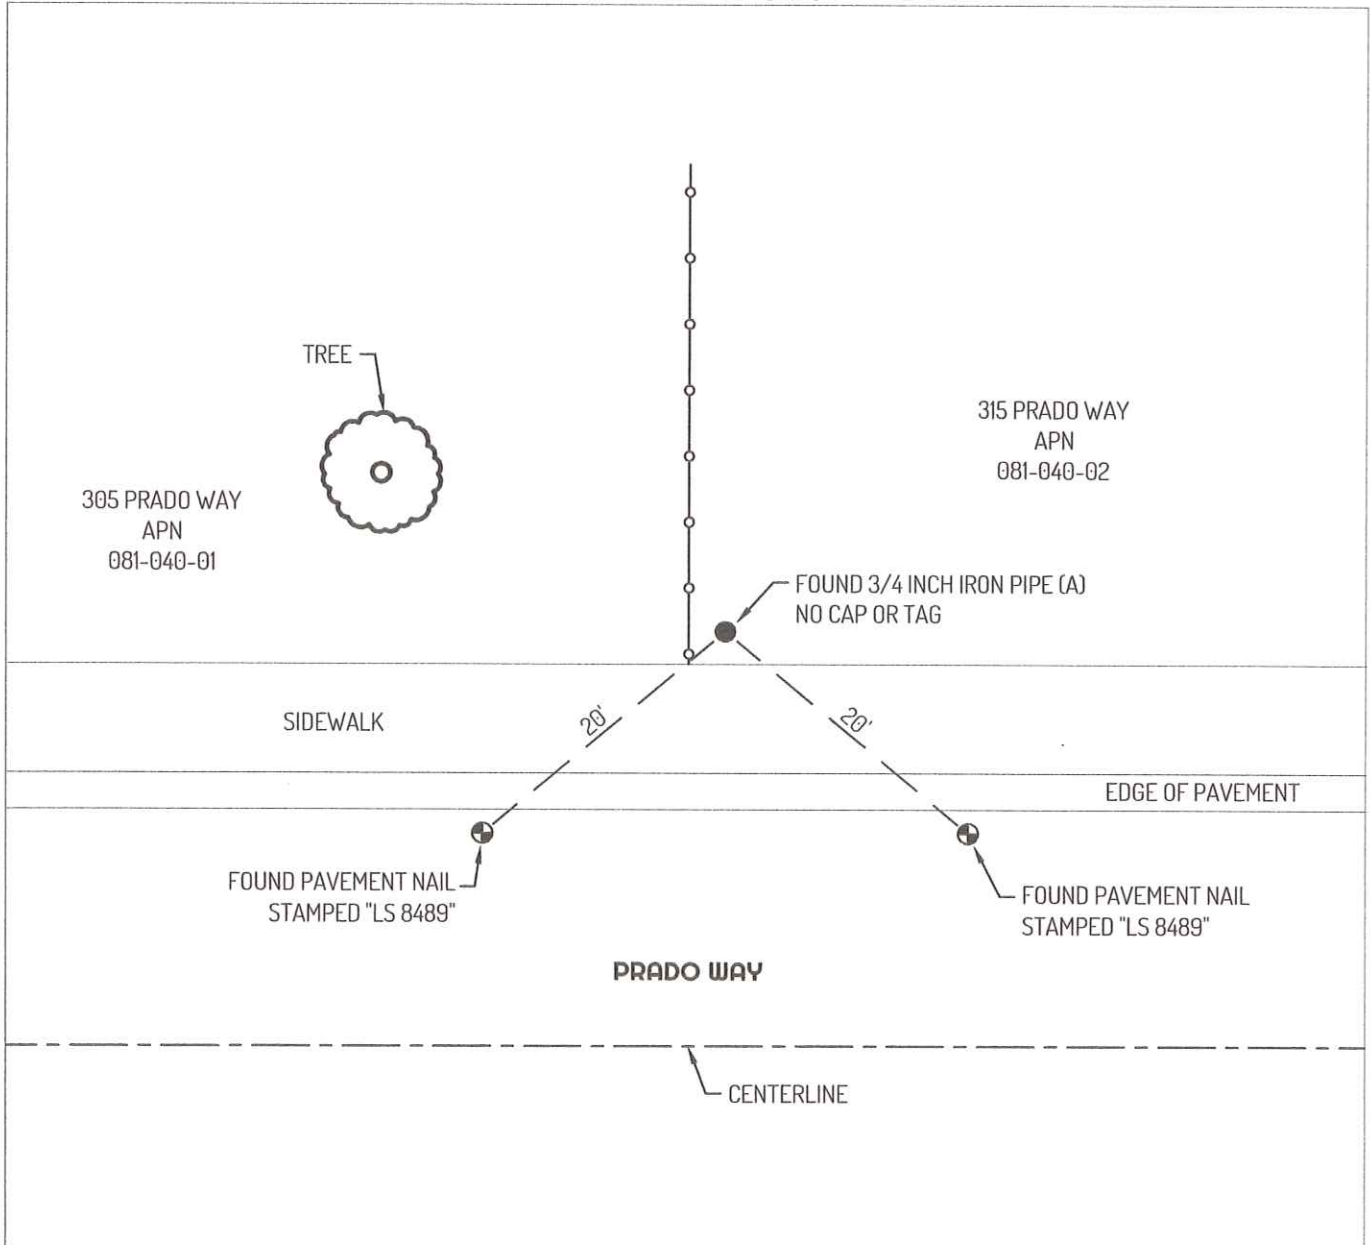 TREE
315 PRADO WAY
APN
081-040-02
305 PRADO WAY
APN
081-040-01
FOUND 3/4 INCH IRON PIPE (A)
NO CAP OR TAG
SIDEWALK
20'
20'
EDGE OF PAVEMENT
FOUND PAVEMENT NAIL
STAMPED "LS 8489"
FOUND PAVEMENT NAIL
STAMPED "LS 8489"
PRADO WAY
CENTERLINE